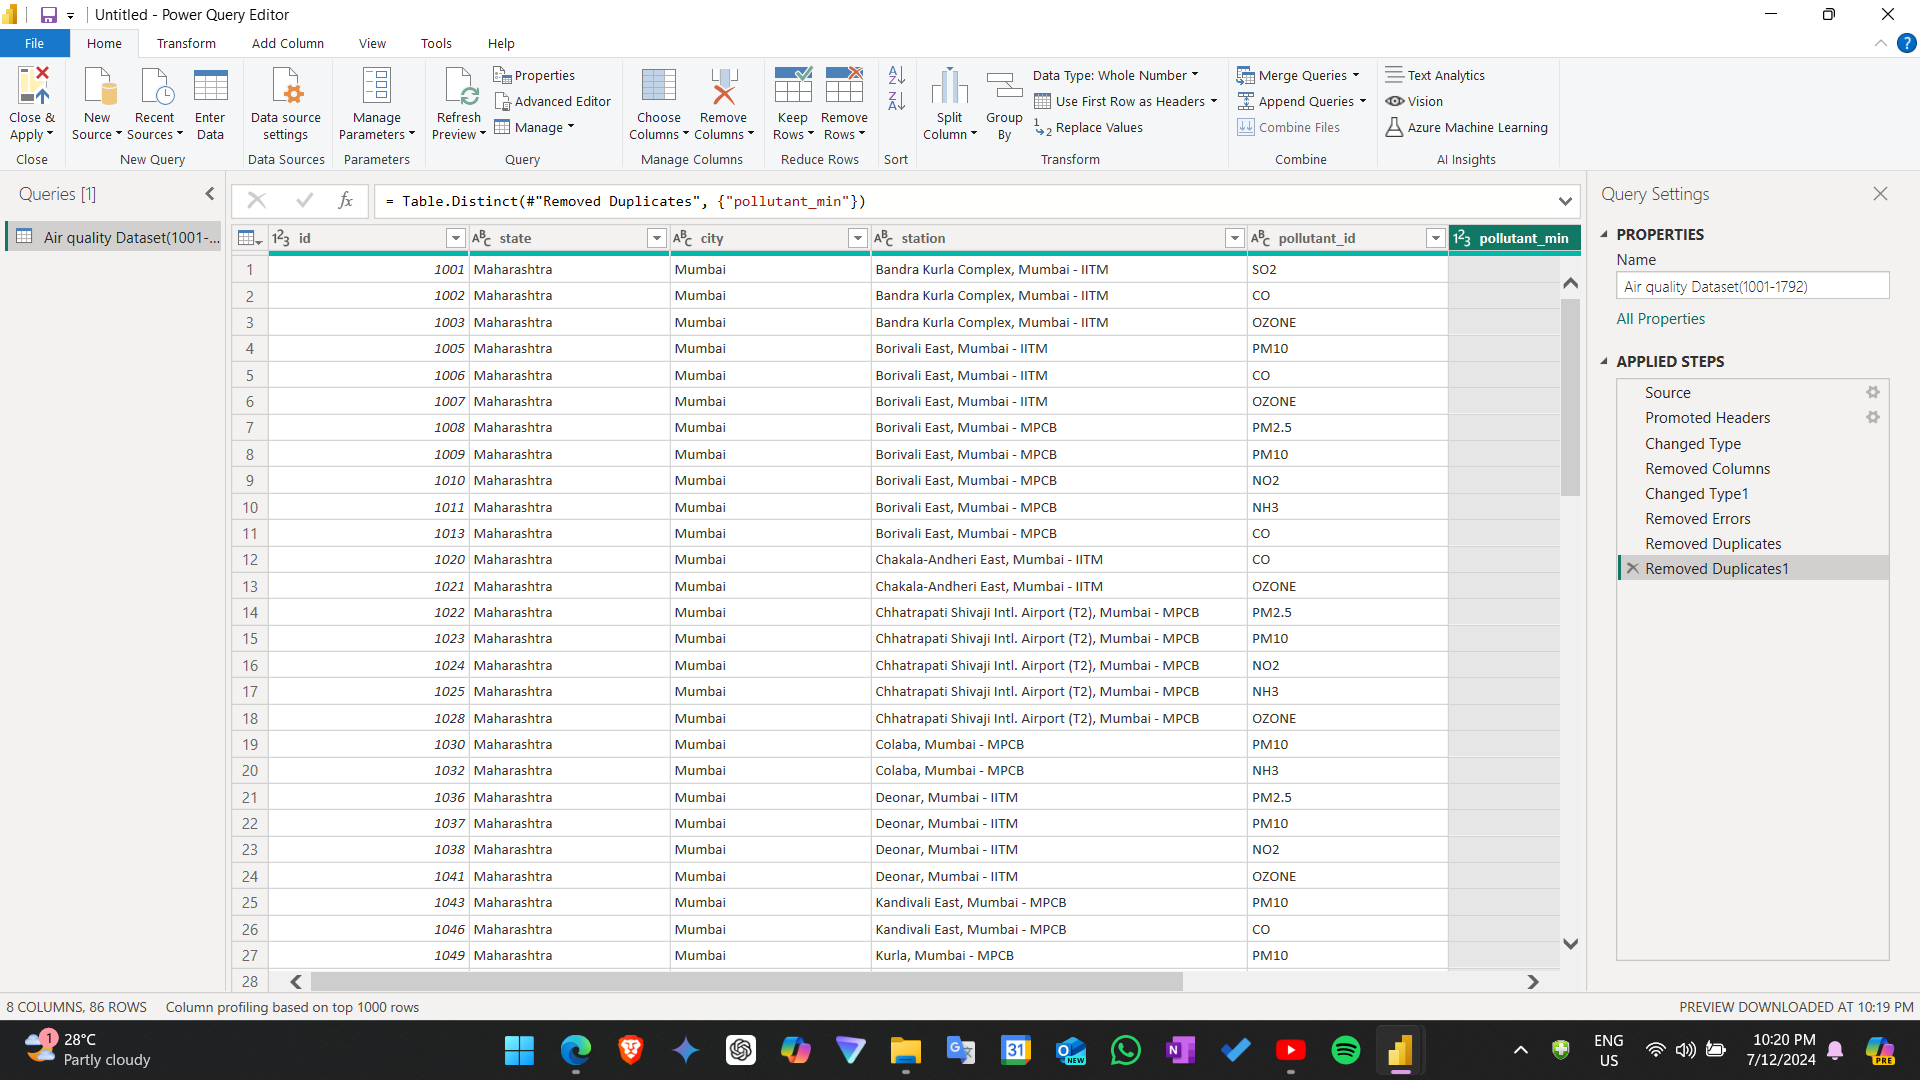 Untitled - Power Query Editor
File Home Transform Add Column View Tools Help
Close & Apply
New Source
Recent Sources
Enter Data
Data source settings
Manage Parameters
Refresh Preview
Properties
Advanced Editor
Manage
Choose Columns
Remove Columns
Keep Rows
Remove Rows
Split Column
Group By
Data Type: Whole Number
Use First Row as Headers
Replace Values
Merge Queries
Append Queries
Combine Files
Text Analytics
Vision
Azure Machine Learning
Close New Query Data Sources Parameters Query Manage Columns Reduce Rows Sort Transform Combine AI Insights
Queries [1]
Air quality Dataset(1001-...
= Table.Distinct(#"Removed Duplicates", {"pollutant_min"})
id state city station pollutant_id pollutant_min
1 1001 Maharashtra Mumbai Bandra Kurla Complex, Mumbai - IITM SO2
2 1002 Maharashtra Mumbai Bandra Kurla Complex, Mumbai - IITM CO
3 1003 Maharashtra Mumbai Bandra Kurla Complex, Mumbai - IITM OZONE
4 1005 Maharashtra Mumbai Borivali East, Mumbai - IITM PM10
5 1006 Maharashtra Mumbai Borivali East, Mumbai - IITM CO
6 1007 Maharashtra Mumbai Borivali East, Mumbai - IITM OZONE
7 1008 Maharashtra Mumbai Borivali East, Mumbai - MPCB PM2.5
8 1009 Maharashtra Mumbai Borivali East, Mumbai - MPCB PM10
9 1010 Maharashtra Mumbai Borivali East, Mumbai - MPCB NO2
10 1011 Maharashtra Mumbai Borivali East, Mumbai - MPCB NH3
11 1013 Maharashtra Mumbai Borivali East, Mumbai - MPCB CO
12 1020 Maharashtra Mumbai Chakala-Andheri East, Mumbai - IITM CO
13 1021 Maharashtra Mumbai Chakala-Andheri East, Mumbai - IITM OZONE
14 1022 Maharashtra Mumbai Chhatrapati Shivaji Intl. Airport (T2), Mumbai - MPCB PM2.5
15 1023 Maharashtra Mumbai Chhatrapati Shivaji Intl. Airport (T2), Mumbai - MPCB PM10
16 1024 Maharashtra Mumbai Chhatrapati Shivaji Intl. Airport (T2), Mumbai - MPCB NO2
17 1025 Maharashtra Mumbai Chhatrapati Shivaji Intl. Airport (T2), Mumbai - MPCB NH3
18 1028 Maharashtra Mumbai Chhatrapati Shivaji Intl. Airport (T2), Mumbai - MPCB OZONE
19 1030 Maharashtra Mumbai Colaba, Mumbai - MPCB PM10
20 1032 Maharashtra Mumbai Colaba, Mumbai - MPCB NH3
21 1036 Maharashtra Mumbai Deonar, Mumbai - IITM PM2.5
22 1037 Maharashtra Mumbai Deonar, Mumbai - IITM PM10
23 1038 Maharashtra Mumbai Deonar, Mumbai - IITM NO2
24 1041 Maharashtra Mumbai Deonar, Mumbai - IITM OZONE
25 1043 Maharashtra Mumbai Kandivali East, Mumbai - MPCB PM10
26 1046 Maharashtra Mumbai Kandivali East, Mumbai - MPCB CO
27 1049 Maharashtra Mumbai Kurla, Mumbai - MPCB PM10
28
Query Settings
PROPERTIES
Name
Air quality Dataset(1001-1792)
All Properties
APPLIED STEPS
Source
Promoted Headers
Changed Type
Removed Columns
Changed Type1
Removed Errors
Removed Duplicates
Removed Duplicates1
8 COLUMNS, 86 ROWS Column profiling based on top 1000 rows
PREVIEW DOWNLOADED AT 10:19 PM
1
28°C
Partly cloudy
31
NEW
ENG
US
10:20 PM
7/12/2024
PRE